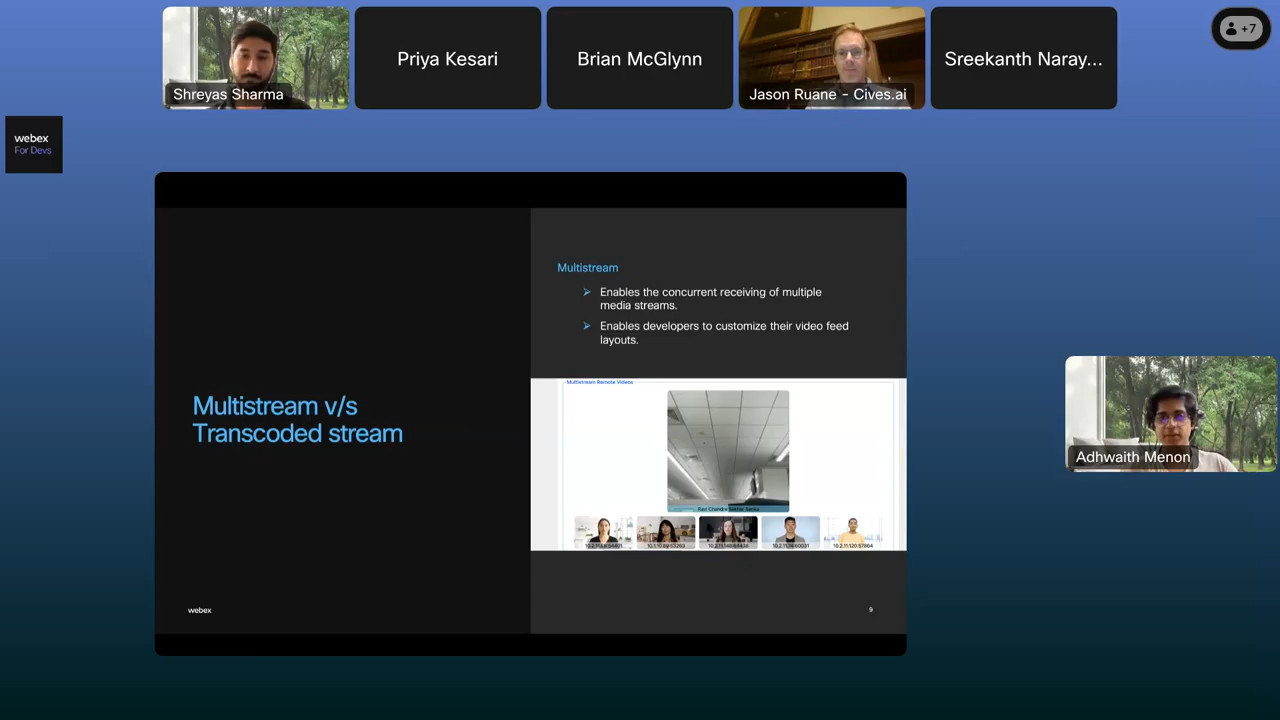 Shreyas Sharma
Priya Kesari
Brian McGlynn
Jason Ruane - Cives.ai
Sreekanth Naray...
+7
webex
For Devs
Multistream v/s
Transcoded stream
webex
Multistream
Enables the concurrent receiving of multiple
media streams.
Enables developers to customize their video feed
layouts.
Multistream Remote Videos
9
Adhwaith Menon